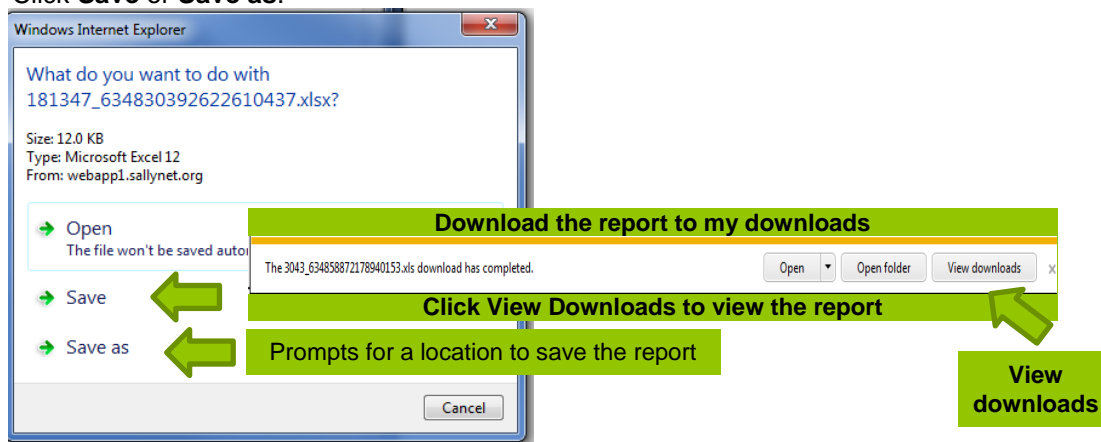 Click Save or Save as.
Windows Internet Explorer
x
What do you want to do with
181347_634830392622610437.xlsx?
Size: 12.0 KB
Type: Microsoft Excel 12
From: webapp1.sallynet.org
Open
The file won't be saved
Download the report to my downloads
The 3043_634858872178940153.xls download has completed.
Open
Open folder
View downloads
x
Save
Click View Downloads to view the report
Save as
Prompts for a location to save the report
View
downloads
Cancel